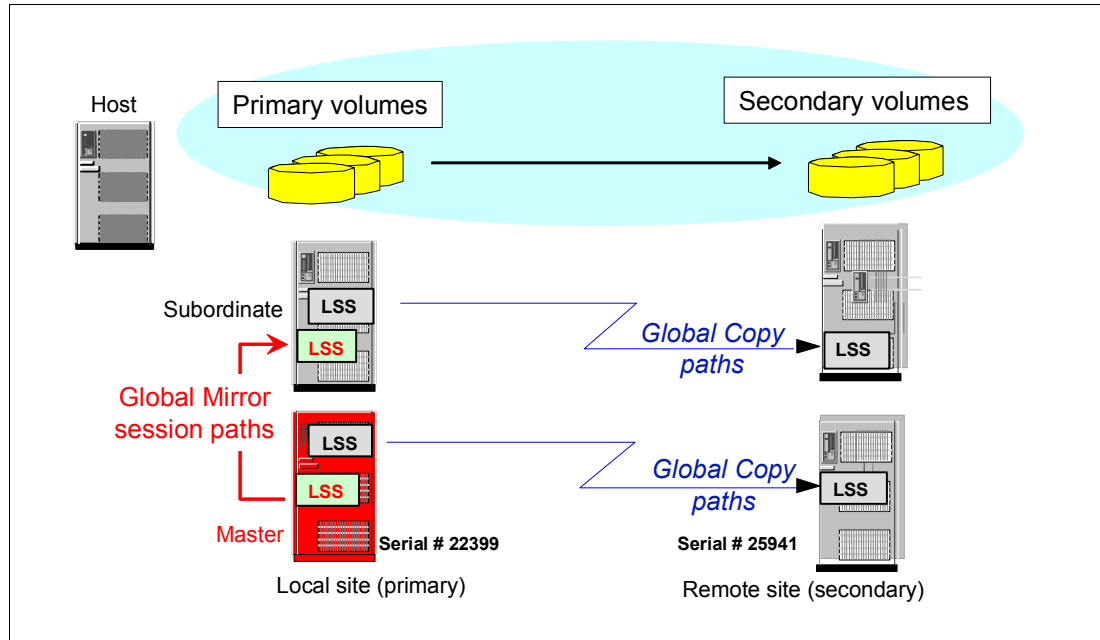 Host
Primary volumes
Secondary volumes
Subordinate
LSS
LSS
Global Copy
paths
LSS
Global Mirror
session paths
LSS
LSS
Global Copy
paths
LSS
Master
Serial # 22399
Serial # 25941
Local site (primary)
Remote site (secondary)